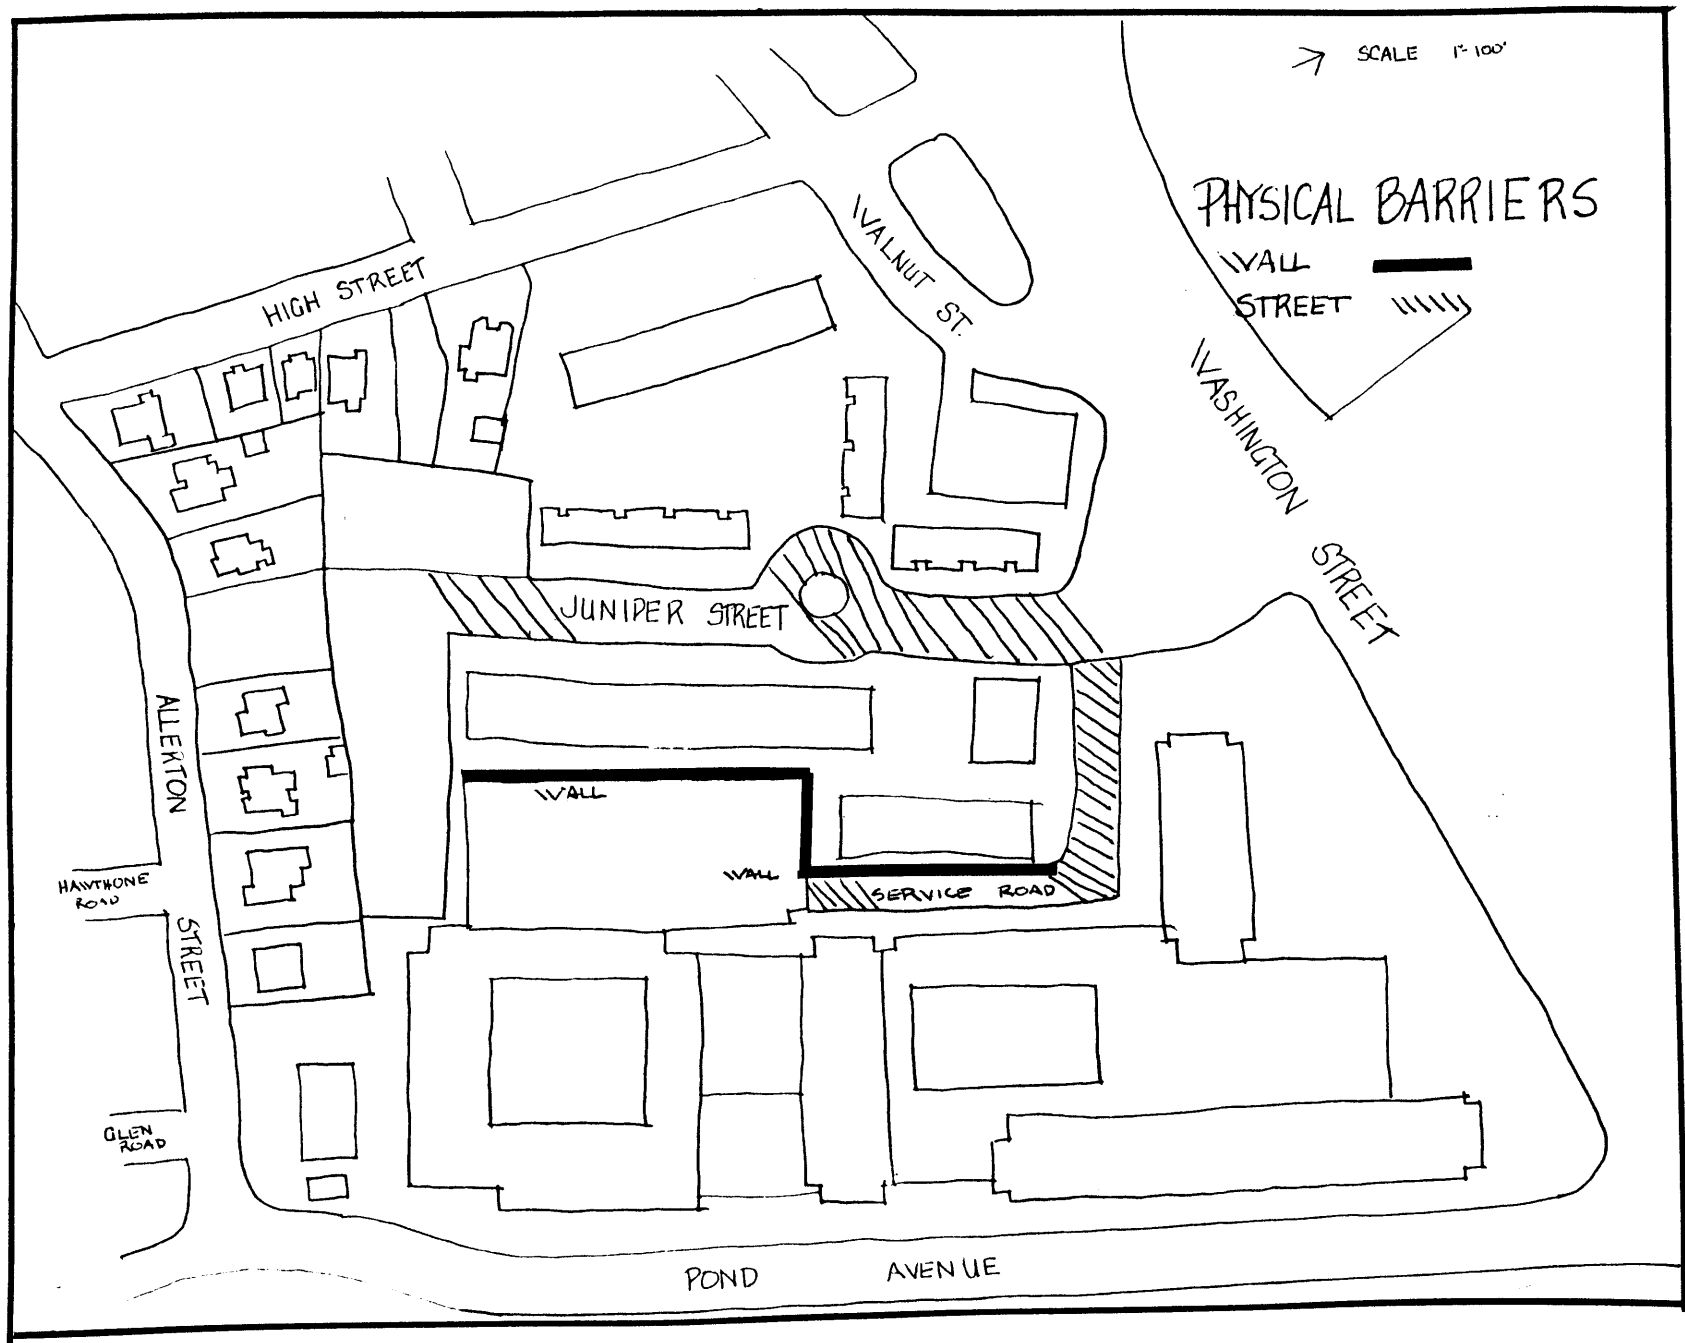 SCALE 1"-100'
PHYSICAL BARRIERS
WALL
STREET
HIGH STREET
WALNUT ST.
WASHINGTON STREET
JUNIPER STREET
ALLERTON STREET
WALL
WALL
SERVICE ROAD
HAWTHONE
ROAD
GLEN
ROAD
POND AVENUE